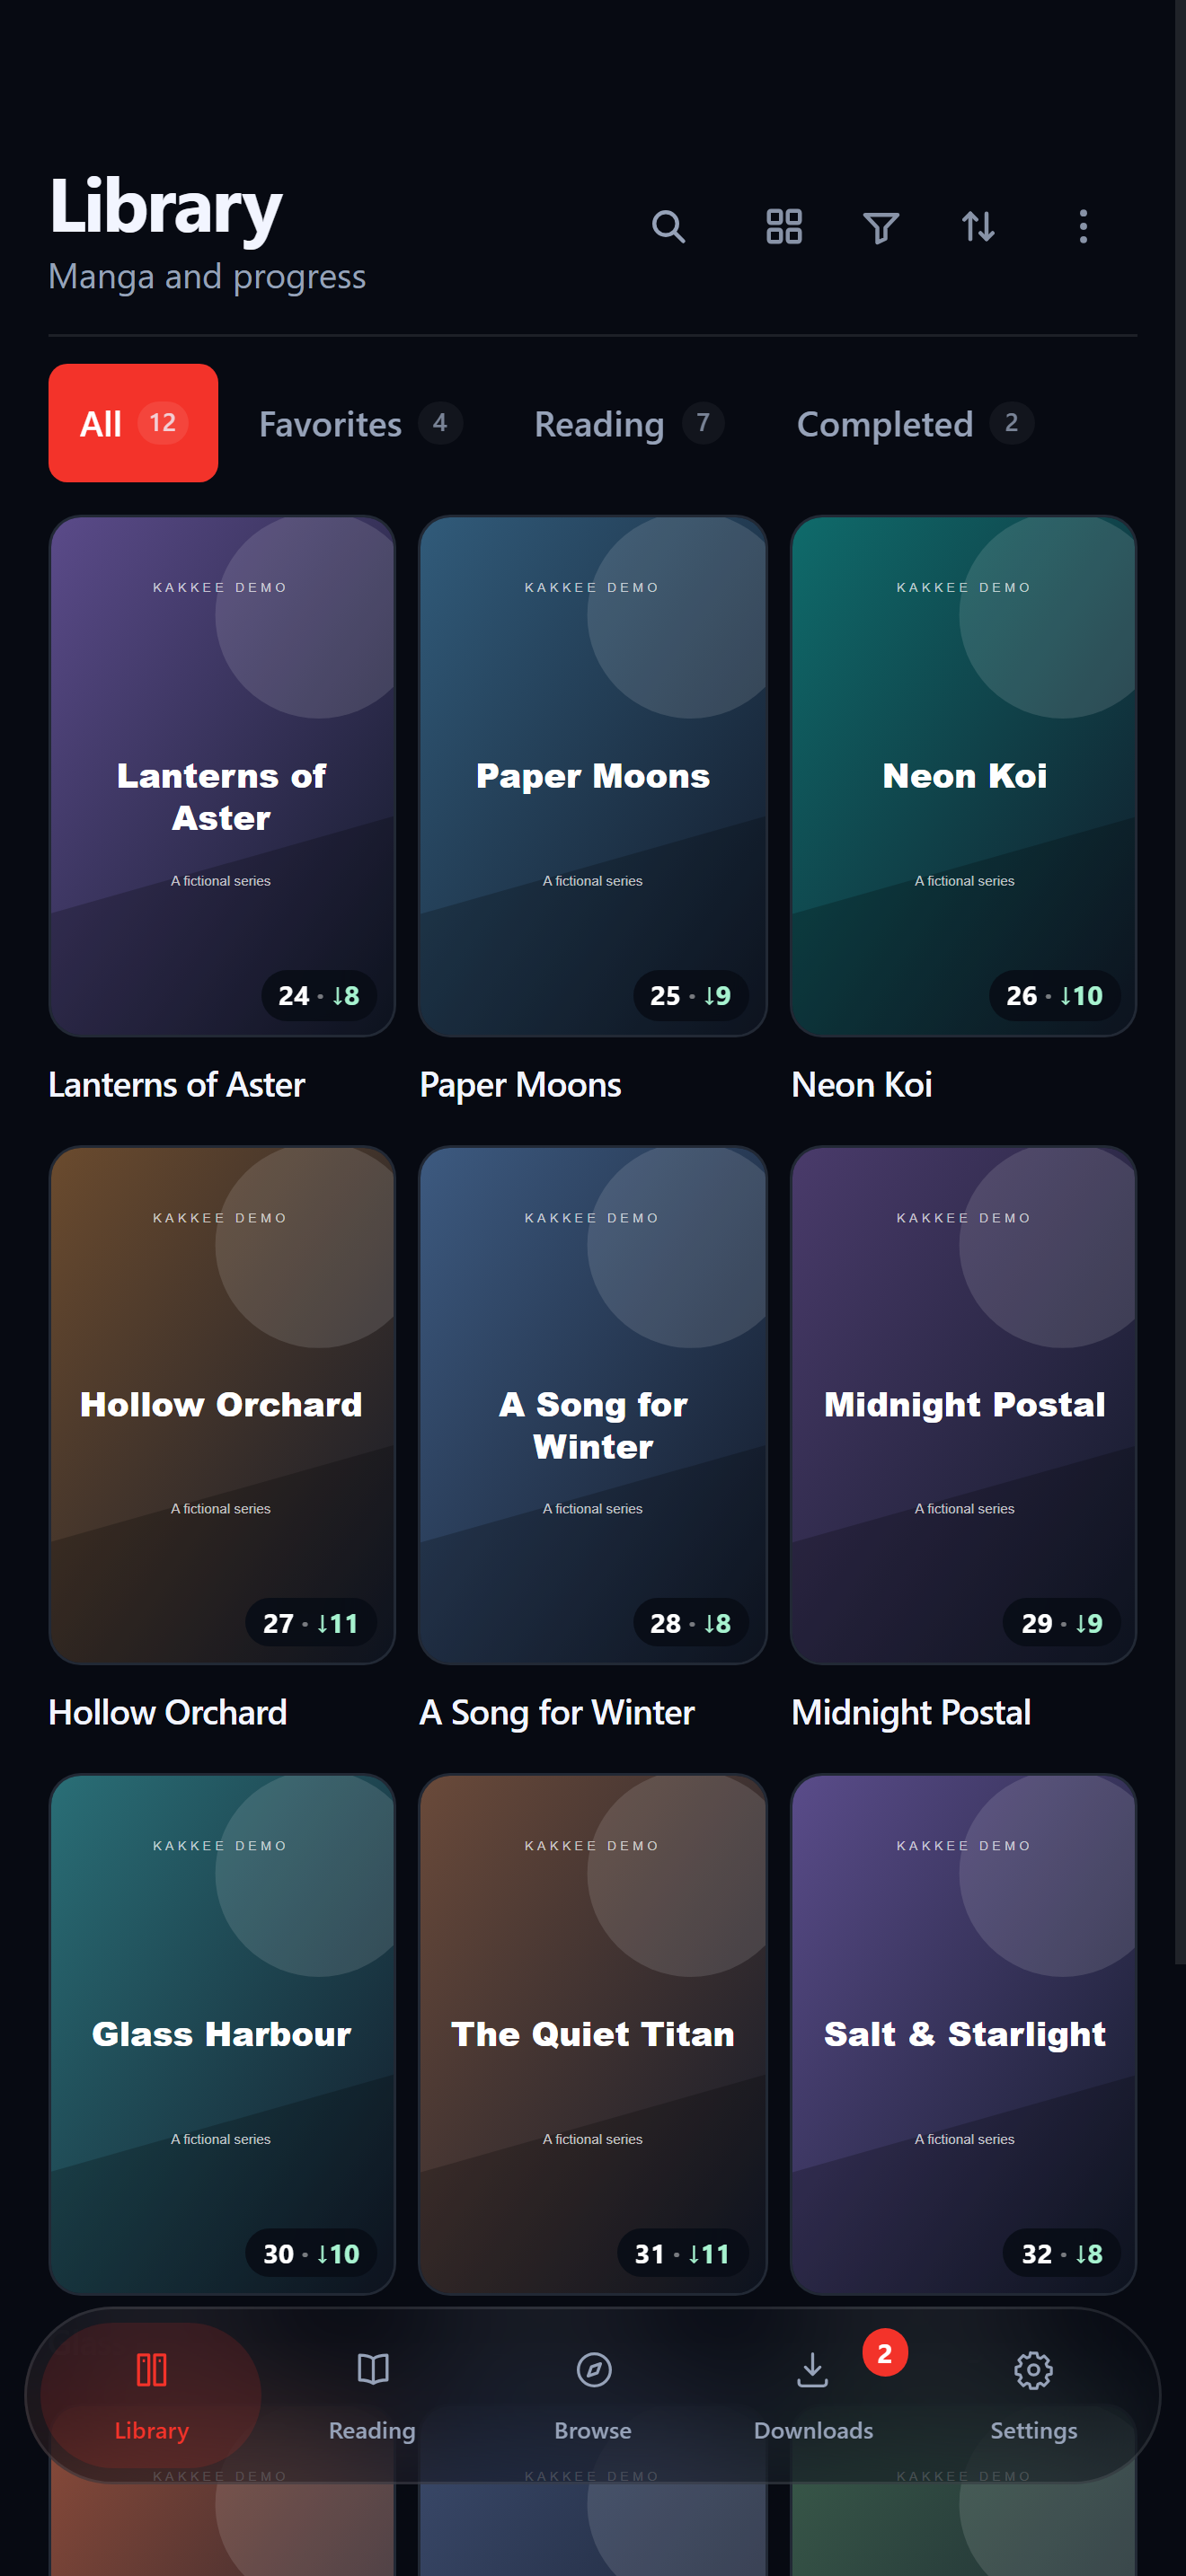 Library
Manga and progress
All 12
Favorites 4
Reading 7
Completed 2
KAKKEE DEMO
Lanterns of
Aster
A fictional series
24 · ↓8
Lanterns of Aster
KAKKEE DEMO
Paper Moons
A fictional series
25 · ↓9
Paper Moons
KAKKEE DEMO
Neon Koi
A fictional series
26 · ↓10
Neon Koi
KAKKEE DEMO
Hollow Orchard
A fictional series
27 · ↓11
Hollow Orchard
KAKKEE DEMO
A Song for
Winter
A fictional series
28 · ↓8
A Song for Winter
KAKKEE DEMO
Midnight Postal
A fictional series
29 · ↓9
Midnight Postal
KAKKEE DEMO
Glass Harbour
A fictional series
30 · ↓10
KAKKEE DEMO
The Quiet Titan
A fictional series
31 · ↓11
KAKKEE DEMO
Salt & Starlight
A fictional series
32 · ↓8
Library
Reading
Browse
2
Downloads
Settings
KAKKEE DEMO
KAKKEE DEMO
KAKKEE DEMO